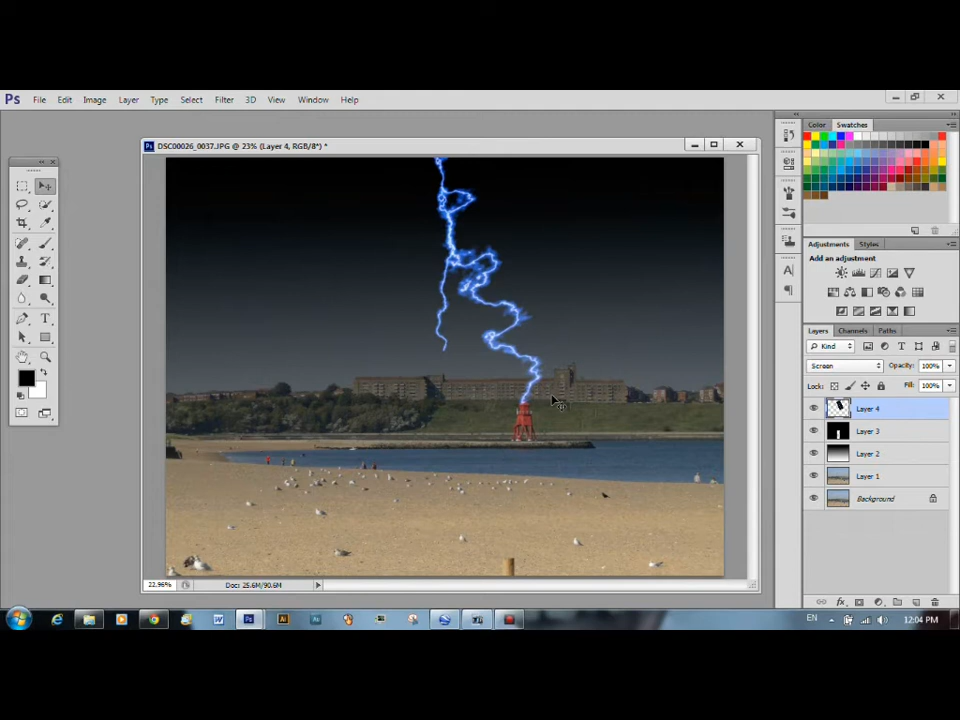 Ps File Edit Image Layer Type Select Filter 3D View Window Help
DSC00026_0037.JPG @ 23% (Layer 4, RGB/8*) *
Color Swatches
Adjustments Styles
Add an adjustment
Layers Channels Paths
Kind
Screen Opacity: 100%
Lock: Fill: 100%
Layer 4
Layer 3
Layer 2
Layer 1
Background
22.96% Doc: 25.6M/90.6M
EN 12:04 PM